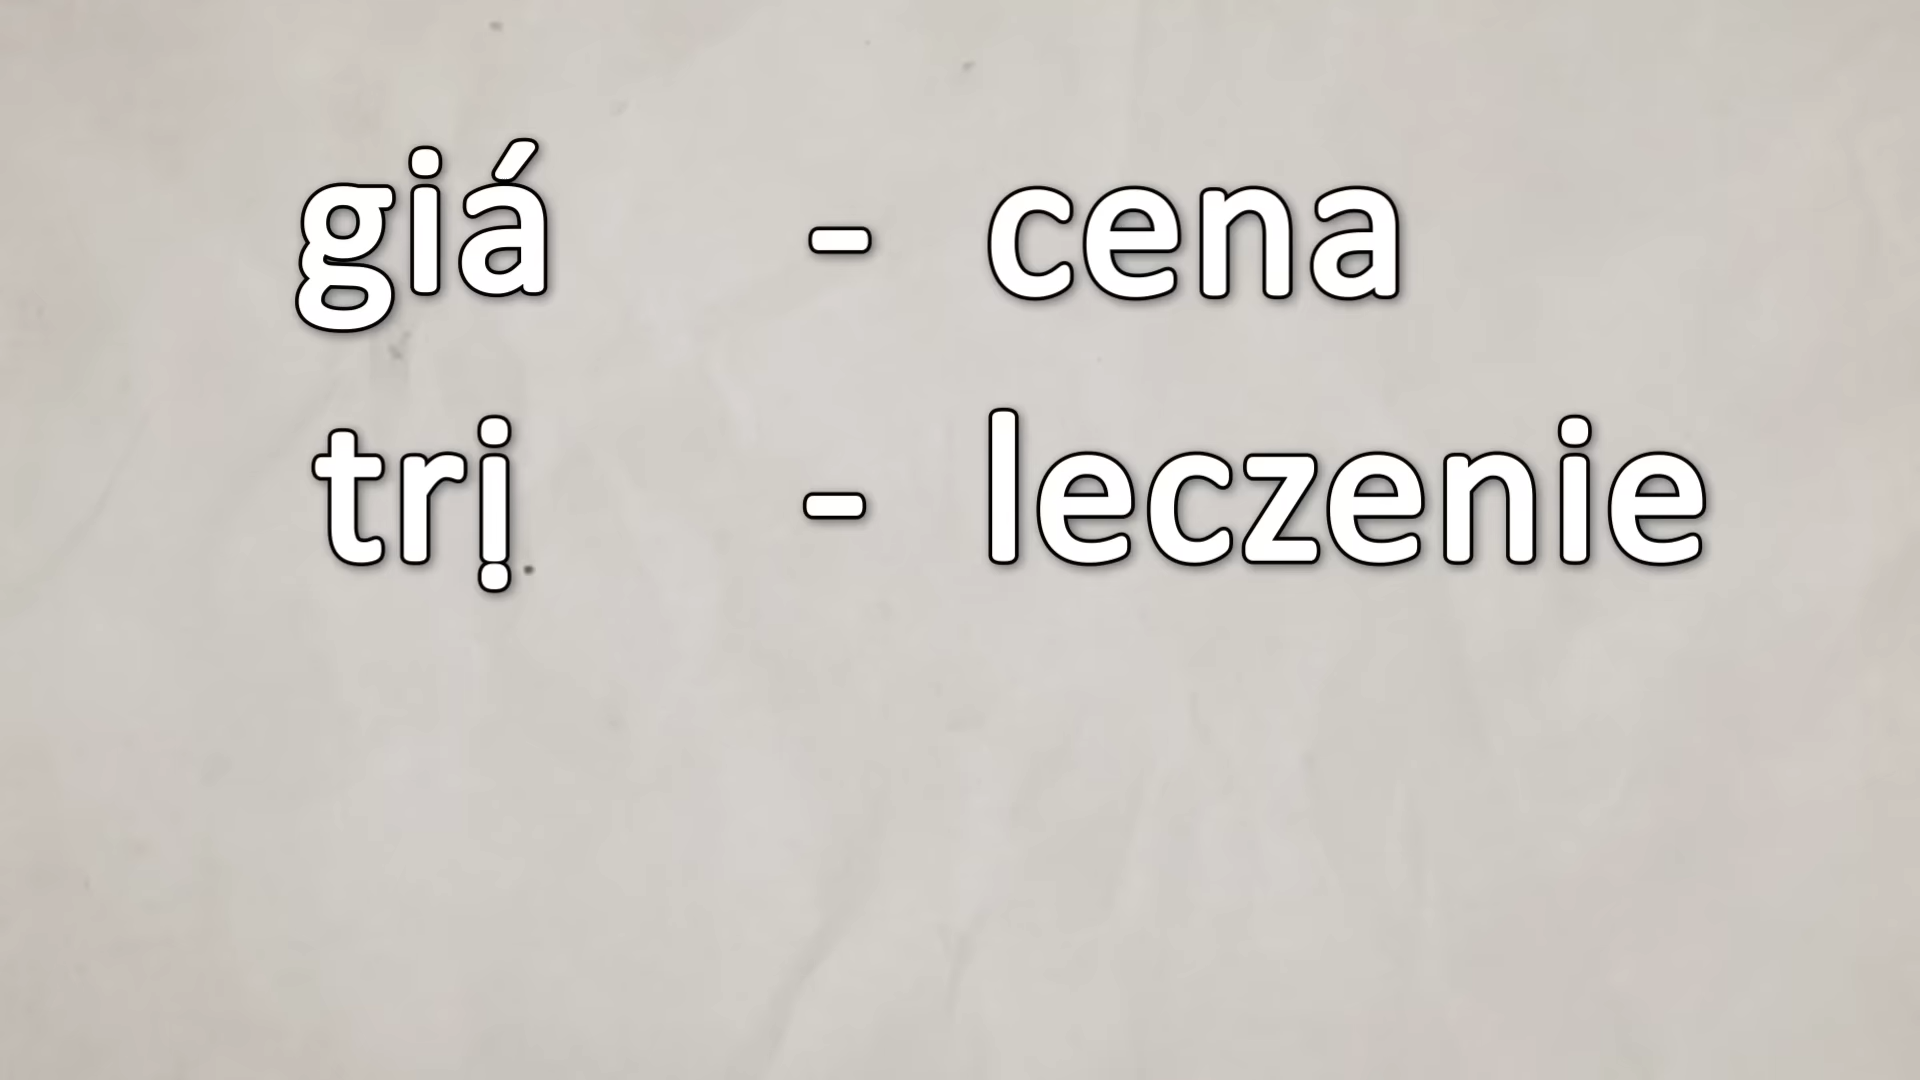 giá - cena
trị - leczenie